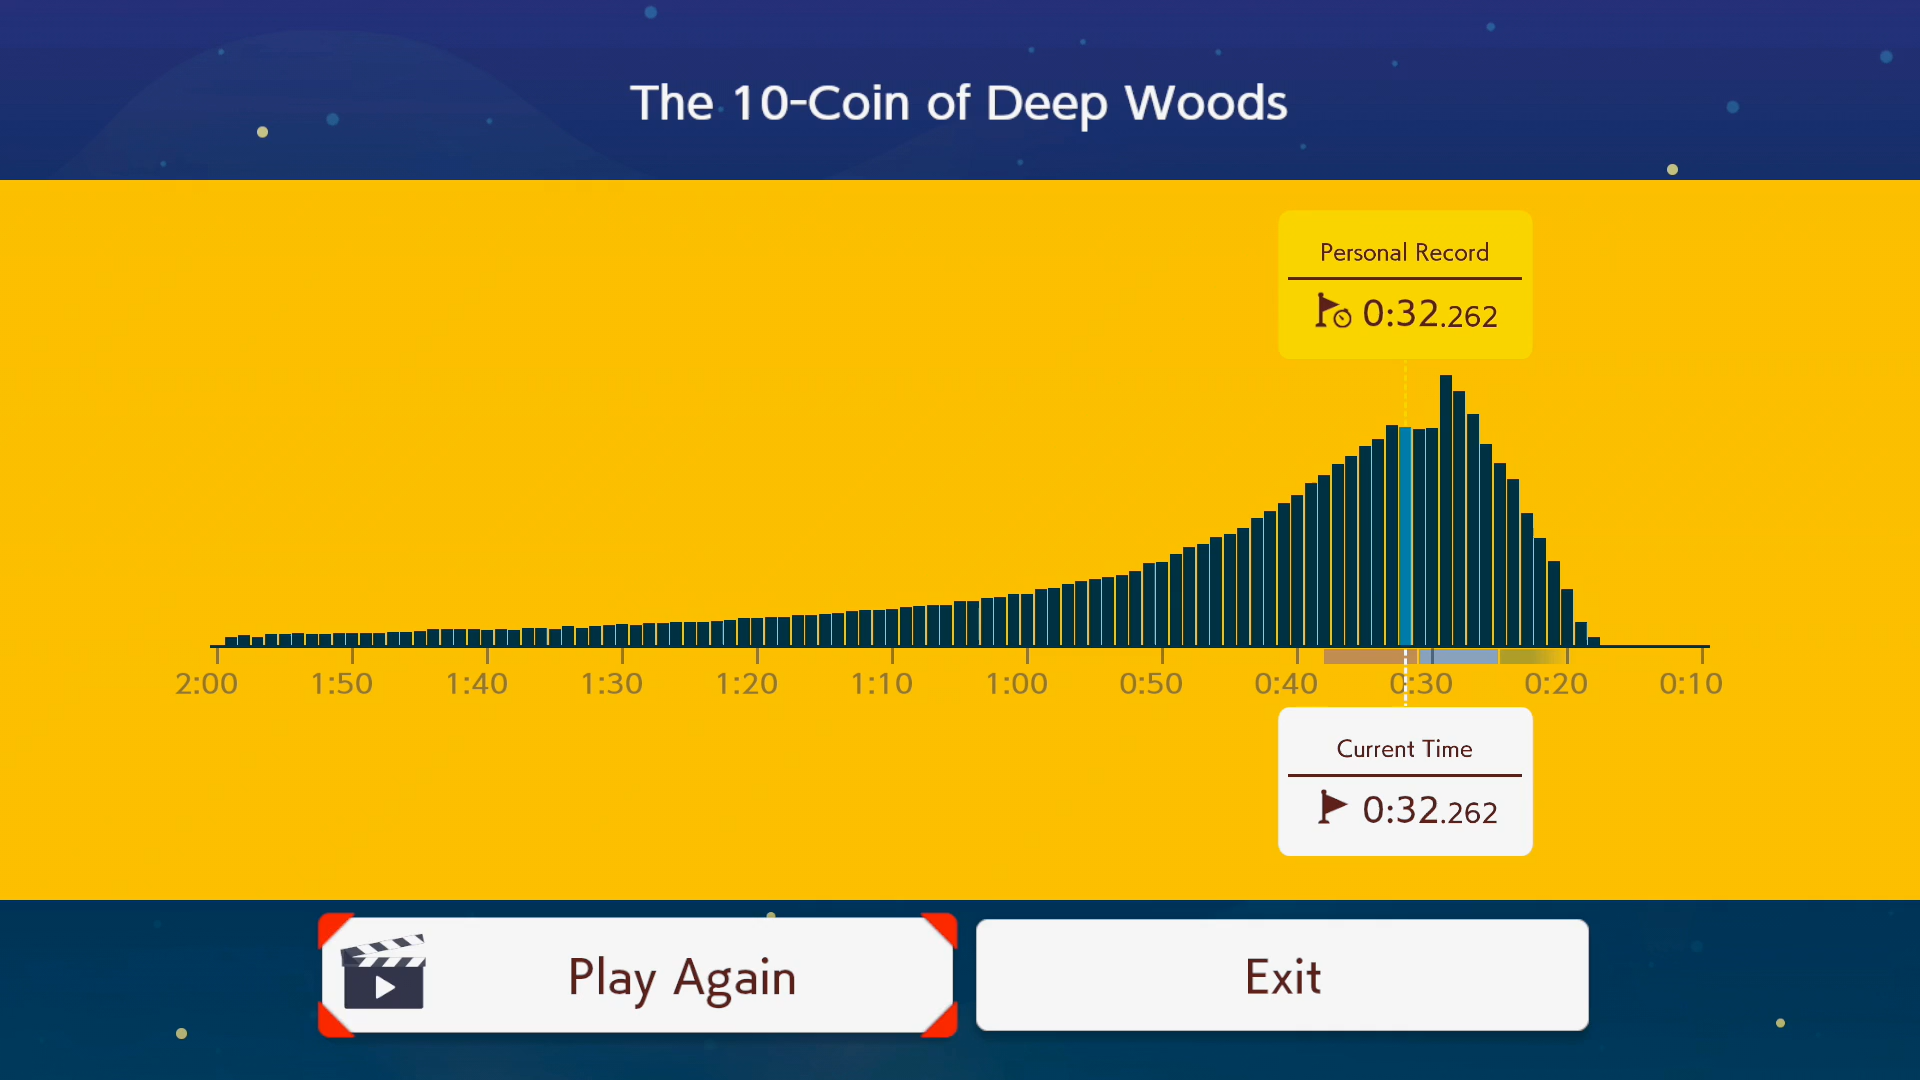 The 10-Coin of Deep Woods
Personal Record
0:32.262
2:00 1:50 1:40 1:30 1:20 1:10 1:00 0:50 0:40 0:30 0:20 0:10
Current Time
0:32.262
Play Again
Exit